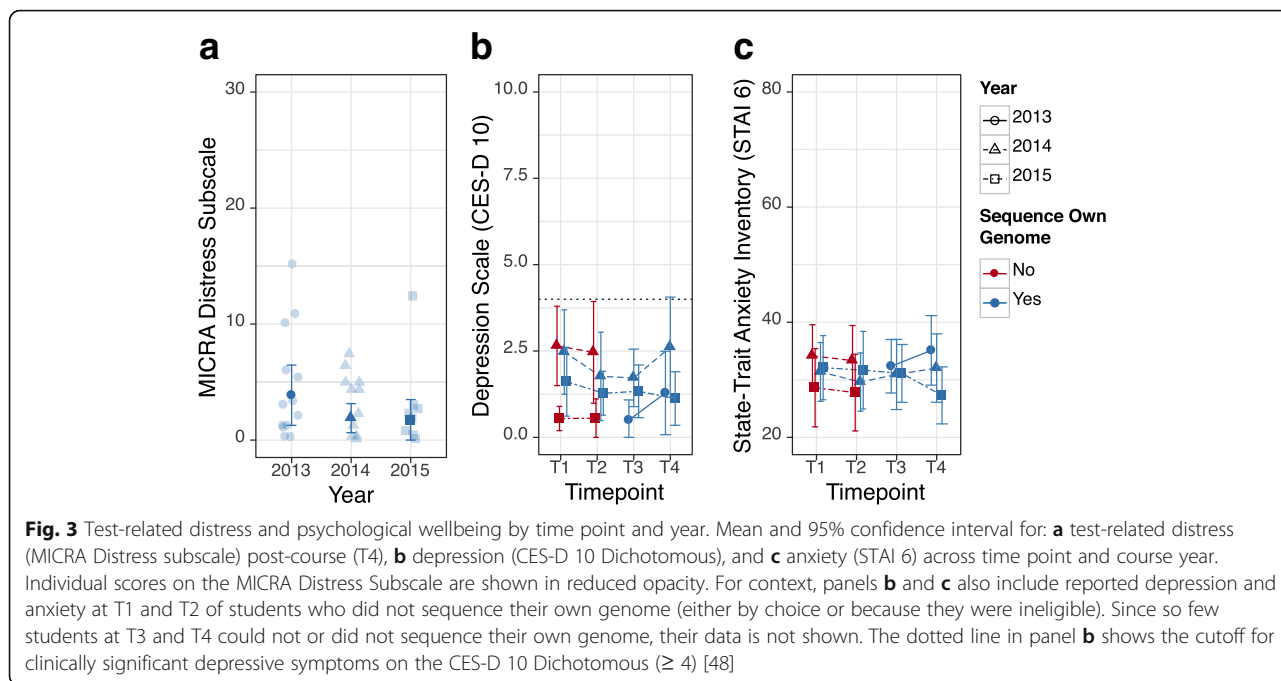 a
b
c
MICRA Distress Subscale
30
20
10
0
2013
2014
2015
Year
Depression Scale (CES-D 10)
10.0
7.5
5.0
2.5
0.0
T1
T2
T3
T4
Timepoint
State-Trait Anxiety Inventory (STAI 6)
80
60
40
20
T1
T2
T3
T4
Timepoint
Year
2013
2014
2015
Sequence Own
Genome
No
Yes
Fig. 3 Test-related distress and psychological wellbeing by time point and year. Mean and 95% confidence interval for: a test-related distress
(MICRA Distress subscale) post-course (T4), b depression (CES-D 10 Dichotomous), and c anxiety (STAI 6) across time point and course year.
Individual scores on the MICRA Distress Subscale are shown in reduced opacity. For context, panels b and c also include reported depression and
anxiety at T1 and T2 of students who did not sequence their own genome (either by choice or because they were ineligible). Since so few
students at T3 and T4 could not or did not sequence their own genome, their data is not shown. The dotted line in panel b shows the cutoff for
clinically significant depressive symptoms on the CES-D 10 Dichotomous (≥ 4) [48]